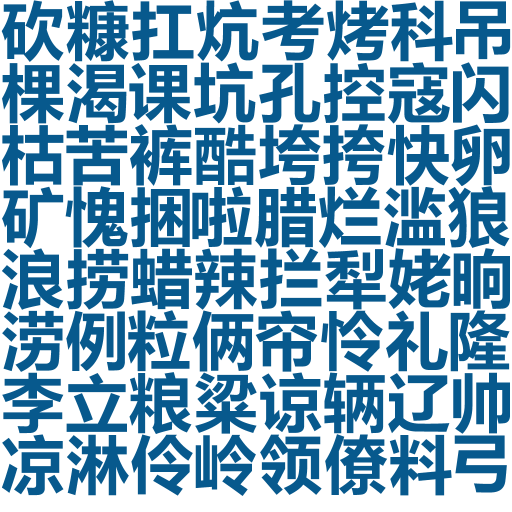 砍糠扛炕考烤科吊
棵渴课坑孔控寇闪
枯苦裤酷垮挎快卵
矿愧捆啦腊烂滥狼
浪捞蜡辣拦犁姥晌
涝例粒俩帘怜礼隆
李立粮粱谅辆辽帅
凉淋伶岭领僚料弓